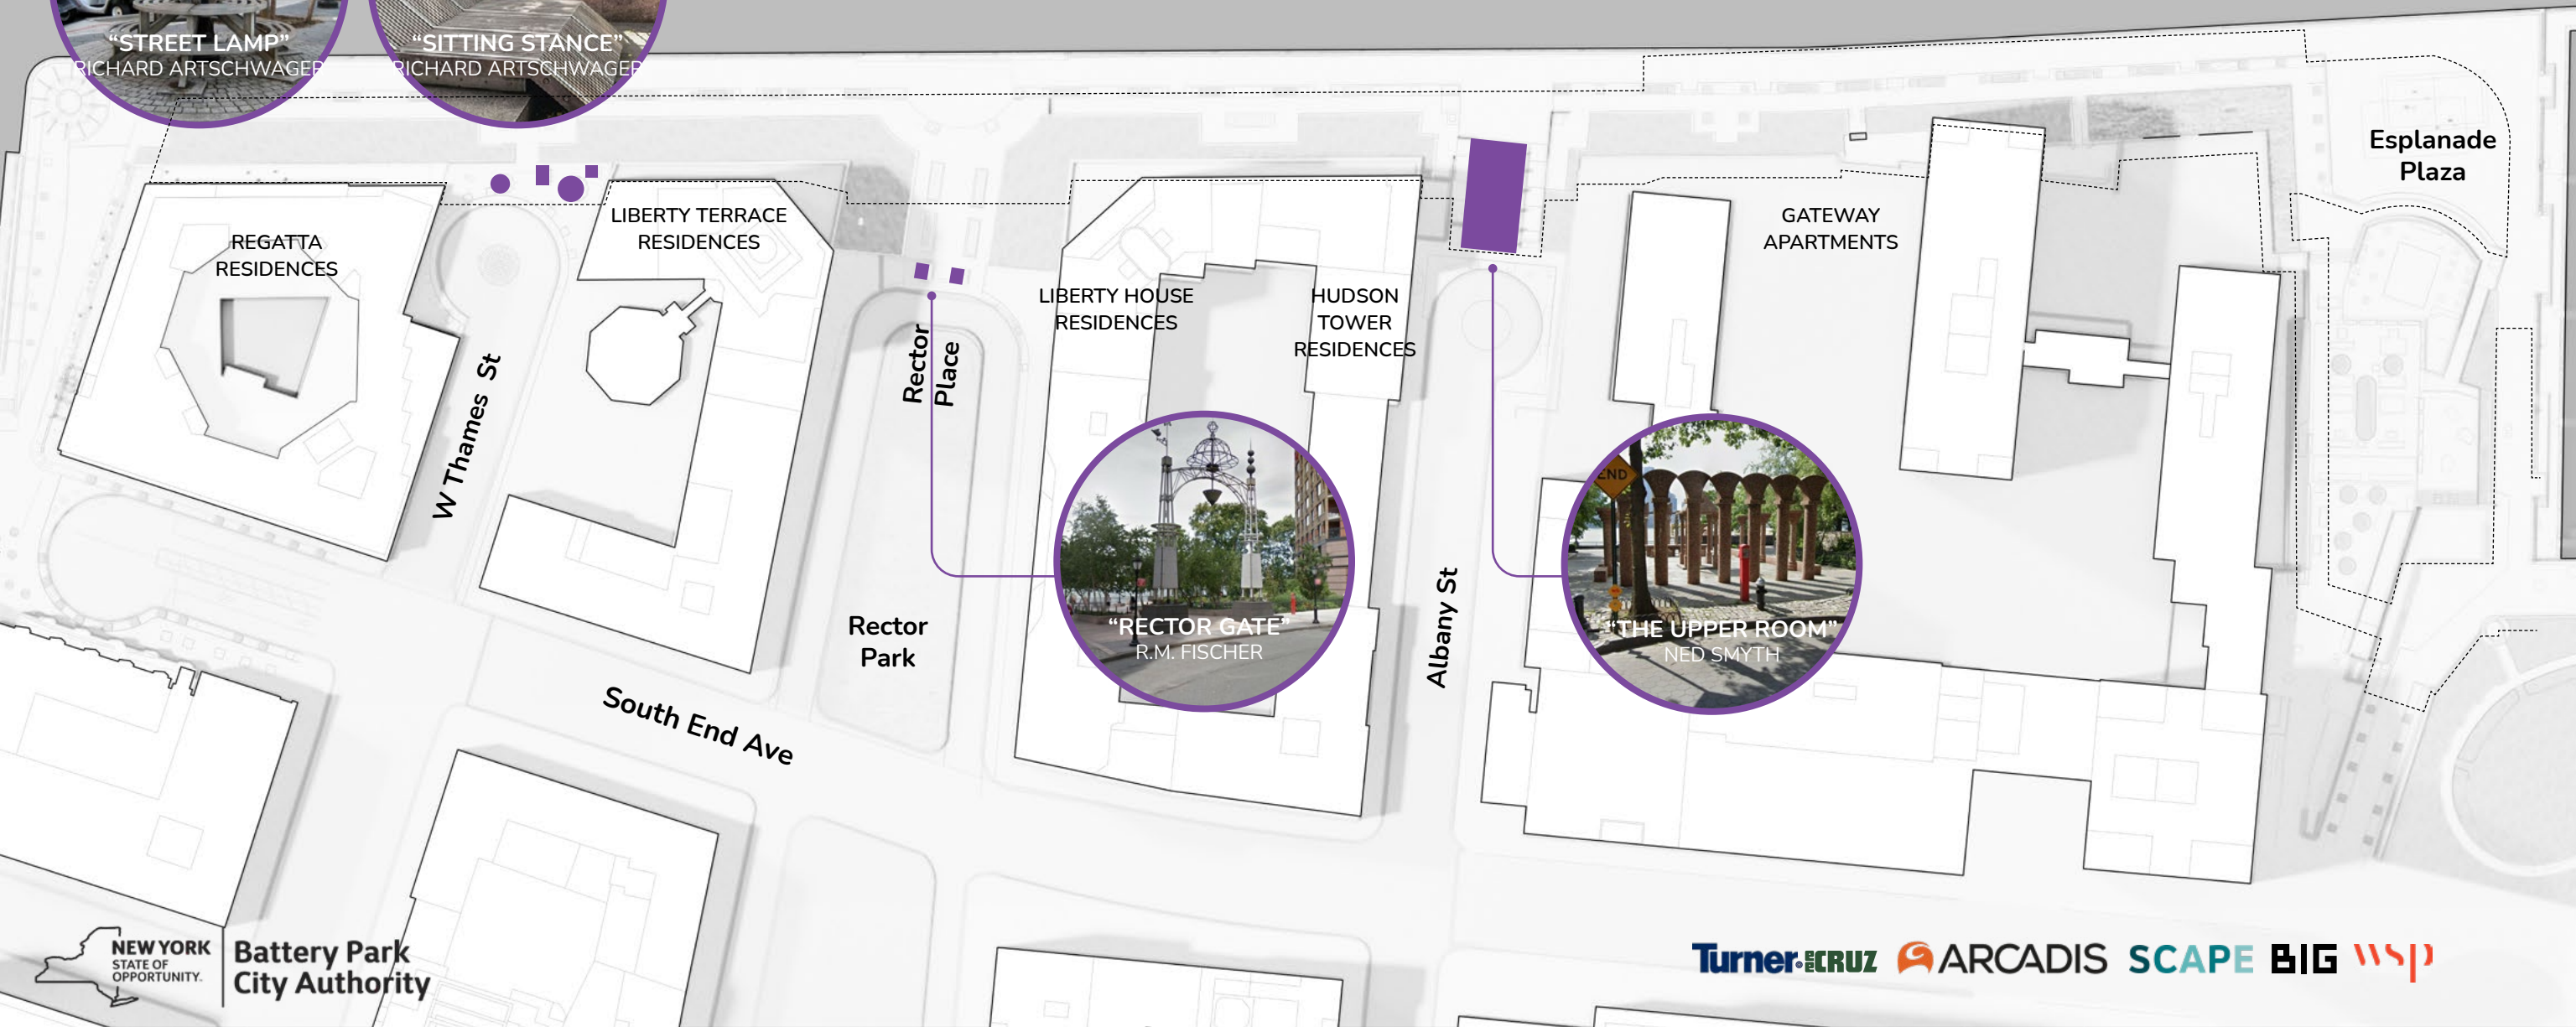 “STREET LAMP”
RICHARD ARTSCHWAGER
“SITTING STANCE”
RICHARD ARTSCHWAGER
Esplanade
Plaza
REGATTA
RESIDENCES
LIBERTY TERRACE
RESIDENCES
GATEWAY
APARTMENTS
LIBERTY HOUSE
RESIDENCES
HUDSON
TOWER
RESIDENCES
W Thames St
Rector
Place
END
“RECTOR GATE”
R.M. FISCHER
“THE UPPER ROOM”
NED SMYTH
Albany St
Rector
Park
South End Ave
NEW YORK
STATE OF
OPPORTUNITY.
Battery Park
City Authority
Turner EECRUZ ARCADIS SCAPE BIG wsp